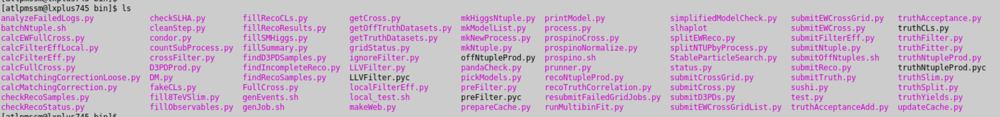 [atlpmssm@lxplus745 bin]$ ls
analyzeFailedLogs.py checkSLHA.py fillRecoCLs.py getCross.py mkHiggsNtuple.py printModel.py simplifiedModelCheck.py submitEWCrossGrid.py truthAcceptance.py
batchNtuple.sh cleanStep.py fillRecoResults.py getOffTruthDatasets.py mkModelList.py process.py slhaplot submitEWCross.py truthCLs.py
calcEWFullCross.py condor.py fillSMHiggs.py getTruthDatasets.py mkNewProcess.py prospinoCross.py splitEWReco.py submitFilterEff.py truthFilter.py
calcFilterEffLocal.py countSubProcess.py fillSummary.py gridStatus.py mkNtuple.py prospinoNormalize.py splitNTUPbyProcess.py submitNtuple.py truthFitter.py
calcFilterEff.py crossFilter.py findD3PDSamples.py ignoreFilter.py offNtupleProd.py prospino.sh StableParticleSearch.py submitOffNtuples.sh truthNtupleProd.py
calcFullCross.py D3PDProd.py findIncompleteReco.py LLVFilter.py pandaCheck.py prunner.py status.py submitReco.py truthNtupleProd.pyc
calcMatchingCorrectionLoose.py DM.py findRecoSamples.py LLVFilter.pyc pickModels.py recoNtupleProd.py submitCrossGrid.py submitTruth.py truthSlim.py
calcMatchingCorrection.py fakeCLs.py FullCross.py localFilterEff.py preFilter.py recoTruthCorrelation.py submitCross.py sushi.py truthSplit.py
checkRecoSamples.py fill8TeVSlim.py genEvents.sh local_test.sh preFilter.pyc resubmitFailedGridJobs.py submitD3PDs.py test.py truthYields.py
checkRecoStatus.py fillObservables.py genJob.sh makeWeb.py prepareCache.py runMultibinFit.py submitEWCrossGridList.py truthAcceptanceAdd.py updateCache.py
[atlpmssm@lxplus745 bin]$